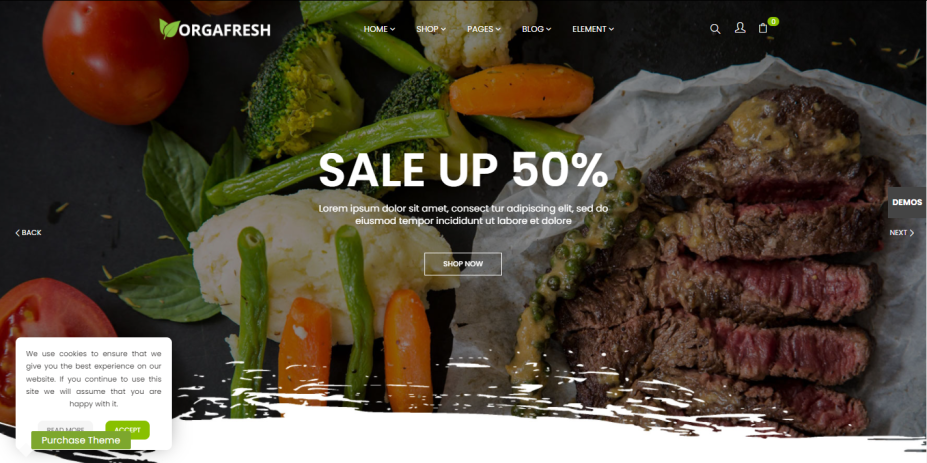 ORGAFRESH
HOME
SHOP
PAGES
BLOG
ELEMENT
0
SALE UP 50%
Lorem ipsum dolor sit amet, consect tur adipiscing elit, sed do
eiusmod tempor incididunt ut labore et dolore
SHOP NOW
BACK
DEMOS
NEXT
We use cookies to ensure that we
give you the best experience on our
website. If you continue to use this
site we will assume that you are
happy with it.
READ MORE
ACCEPT
Purchase Theme